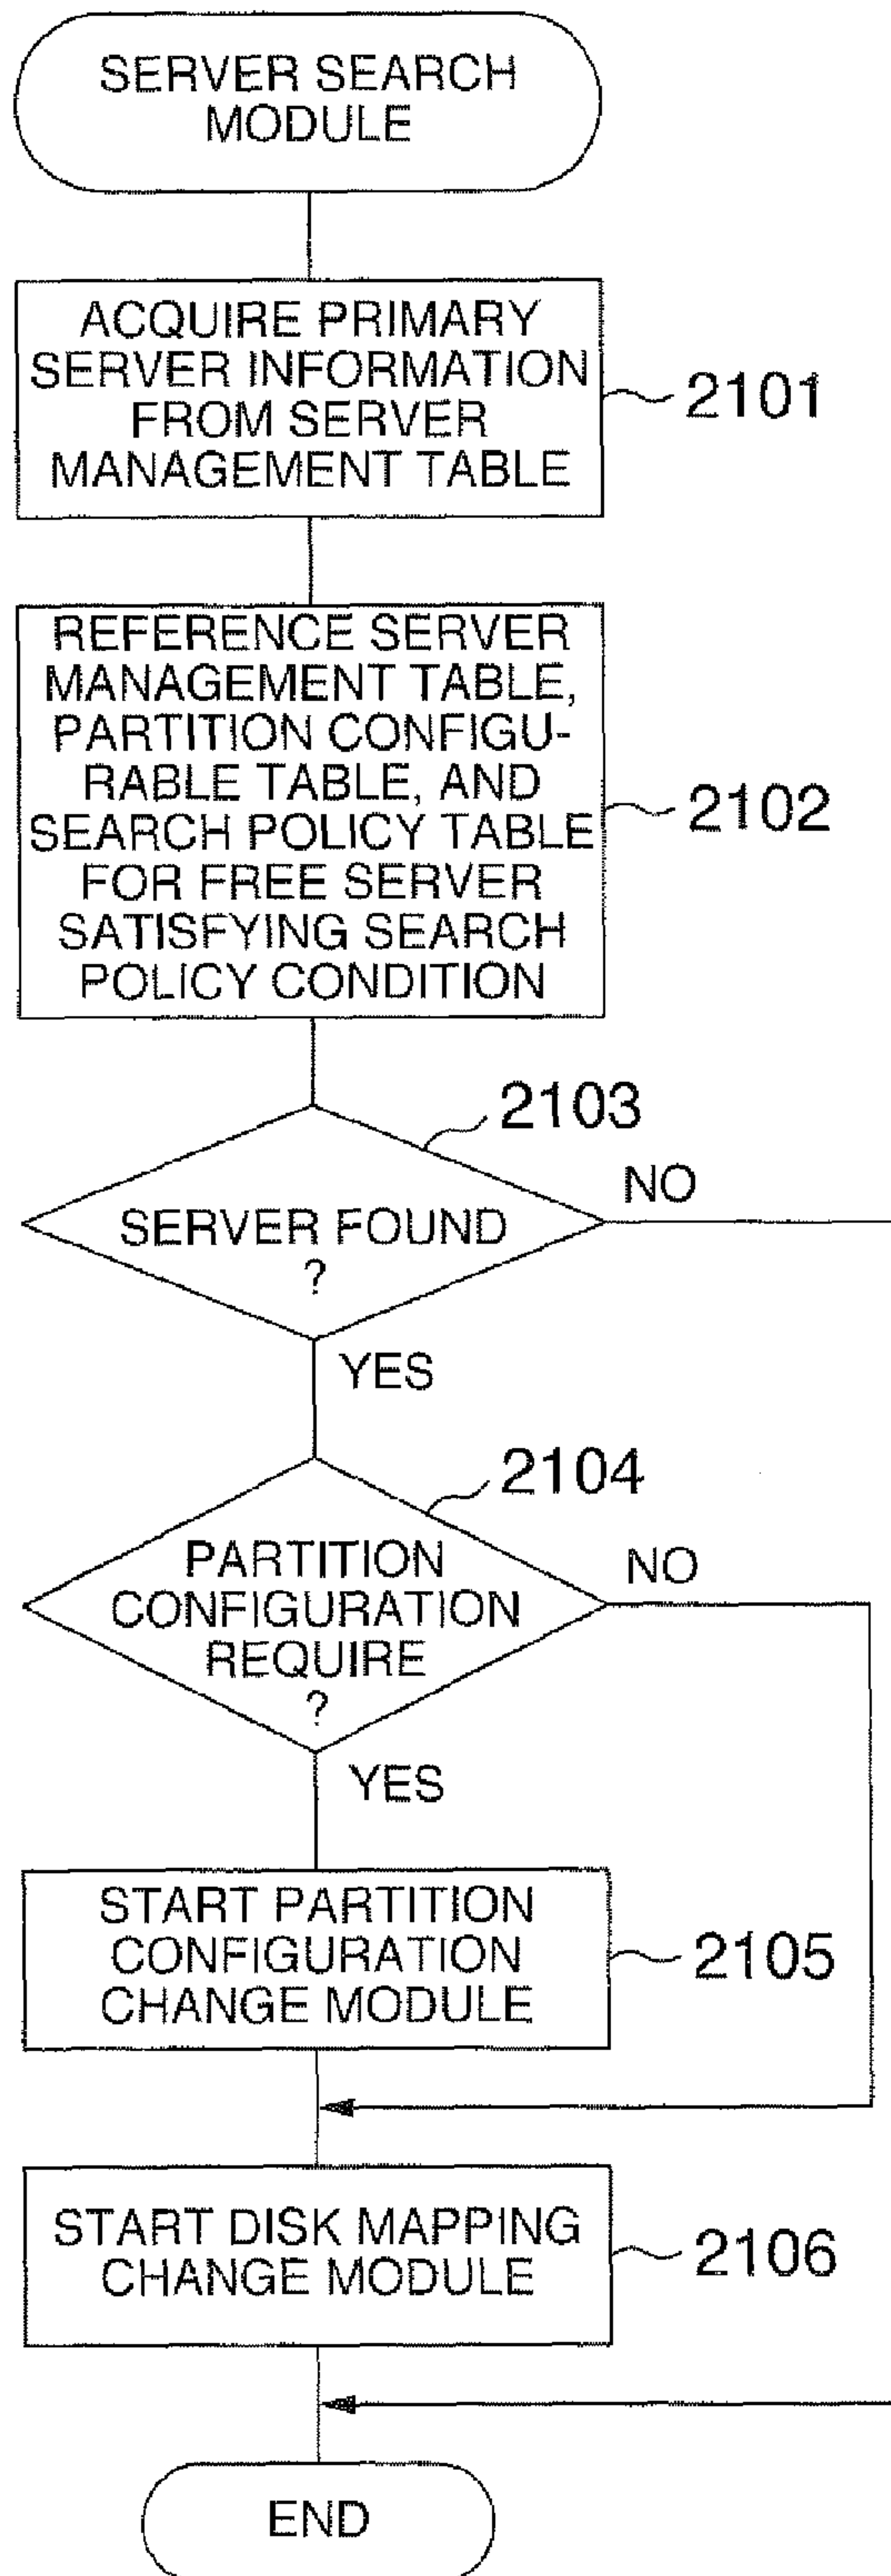 SERVER SEARCH
MODULE
ACQUIRE PRIMARY
SERVER INFORMATION
FROM SERVER
MANAGEMENT TABLE
2101
REFERENCE SERVER
MANAGEMENT TABLE,
PARTITION CONFIGU-
RABLE TABLE, AND
SEARCH POLICY TABLE
FOR FREE SERVER
SATISFYING SEARCH
POLICY CONDITION
2102
2103
SERVER FOUND
?
NO
YES
2104
PARTITION
CONFIGURATION
REQUIRE
?
NO
YES
START PARTITION
CONFIGURATION
CHANGE MODULE
2105
START DISK MAPPING
CHANGE MODULE
2106
END